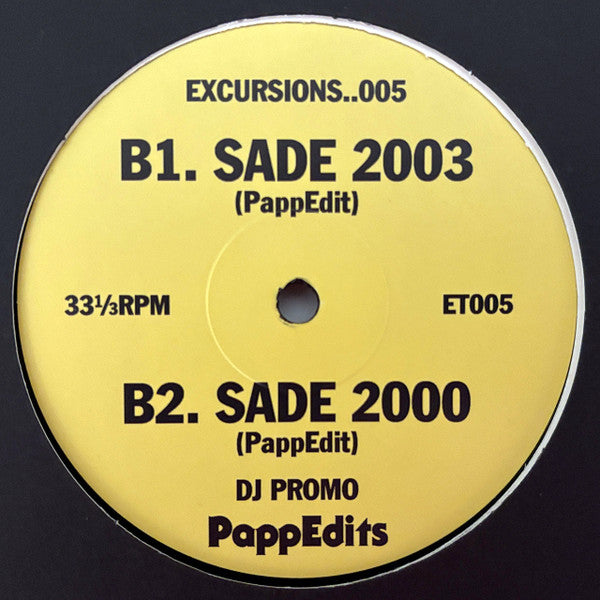 EXCURSIONS..005
B1. SADE 2003
(PappEdit)
33⅓RPM
ET005
B2. SADE 2000
(PappEdit)
DJ PROMO
PappEdits